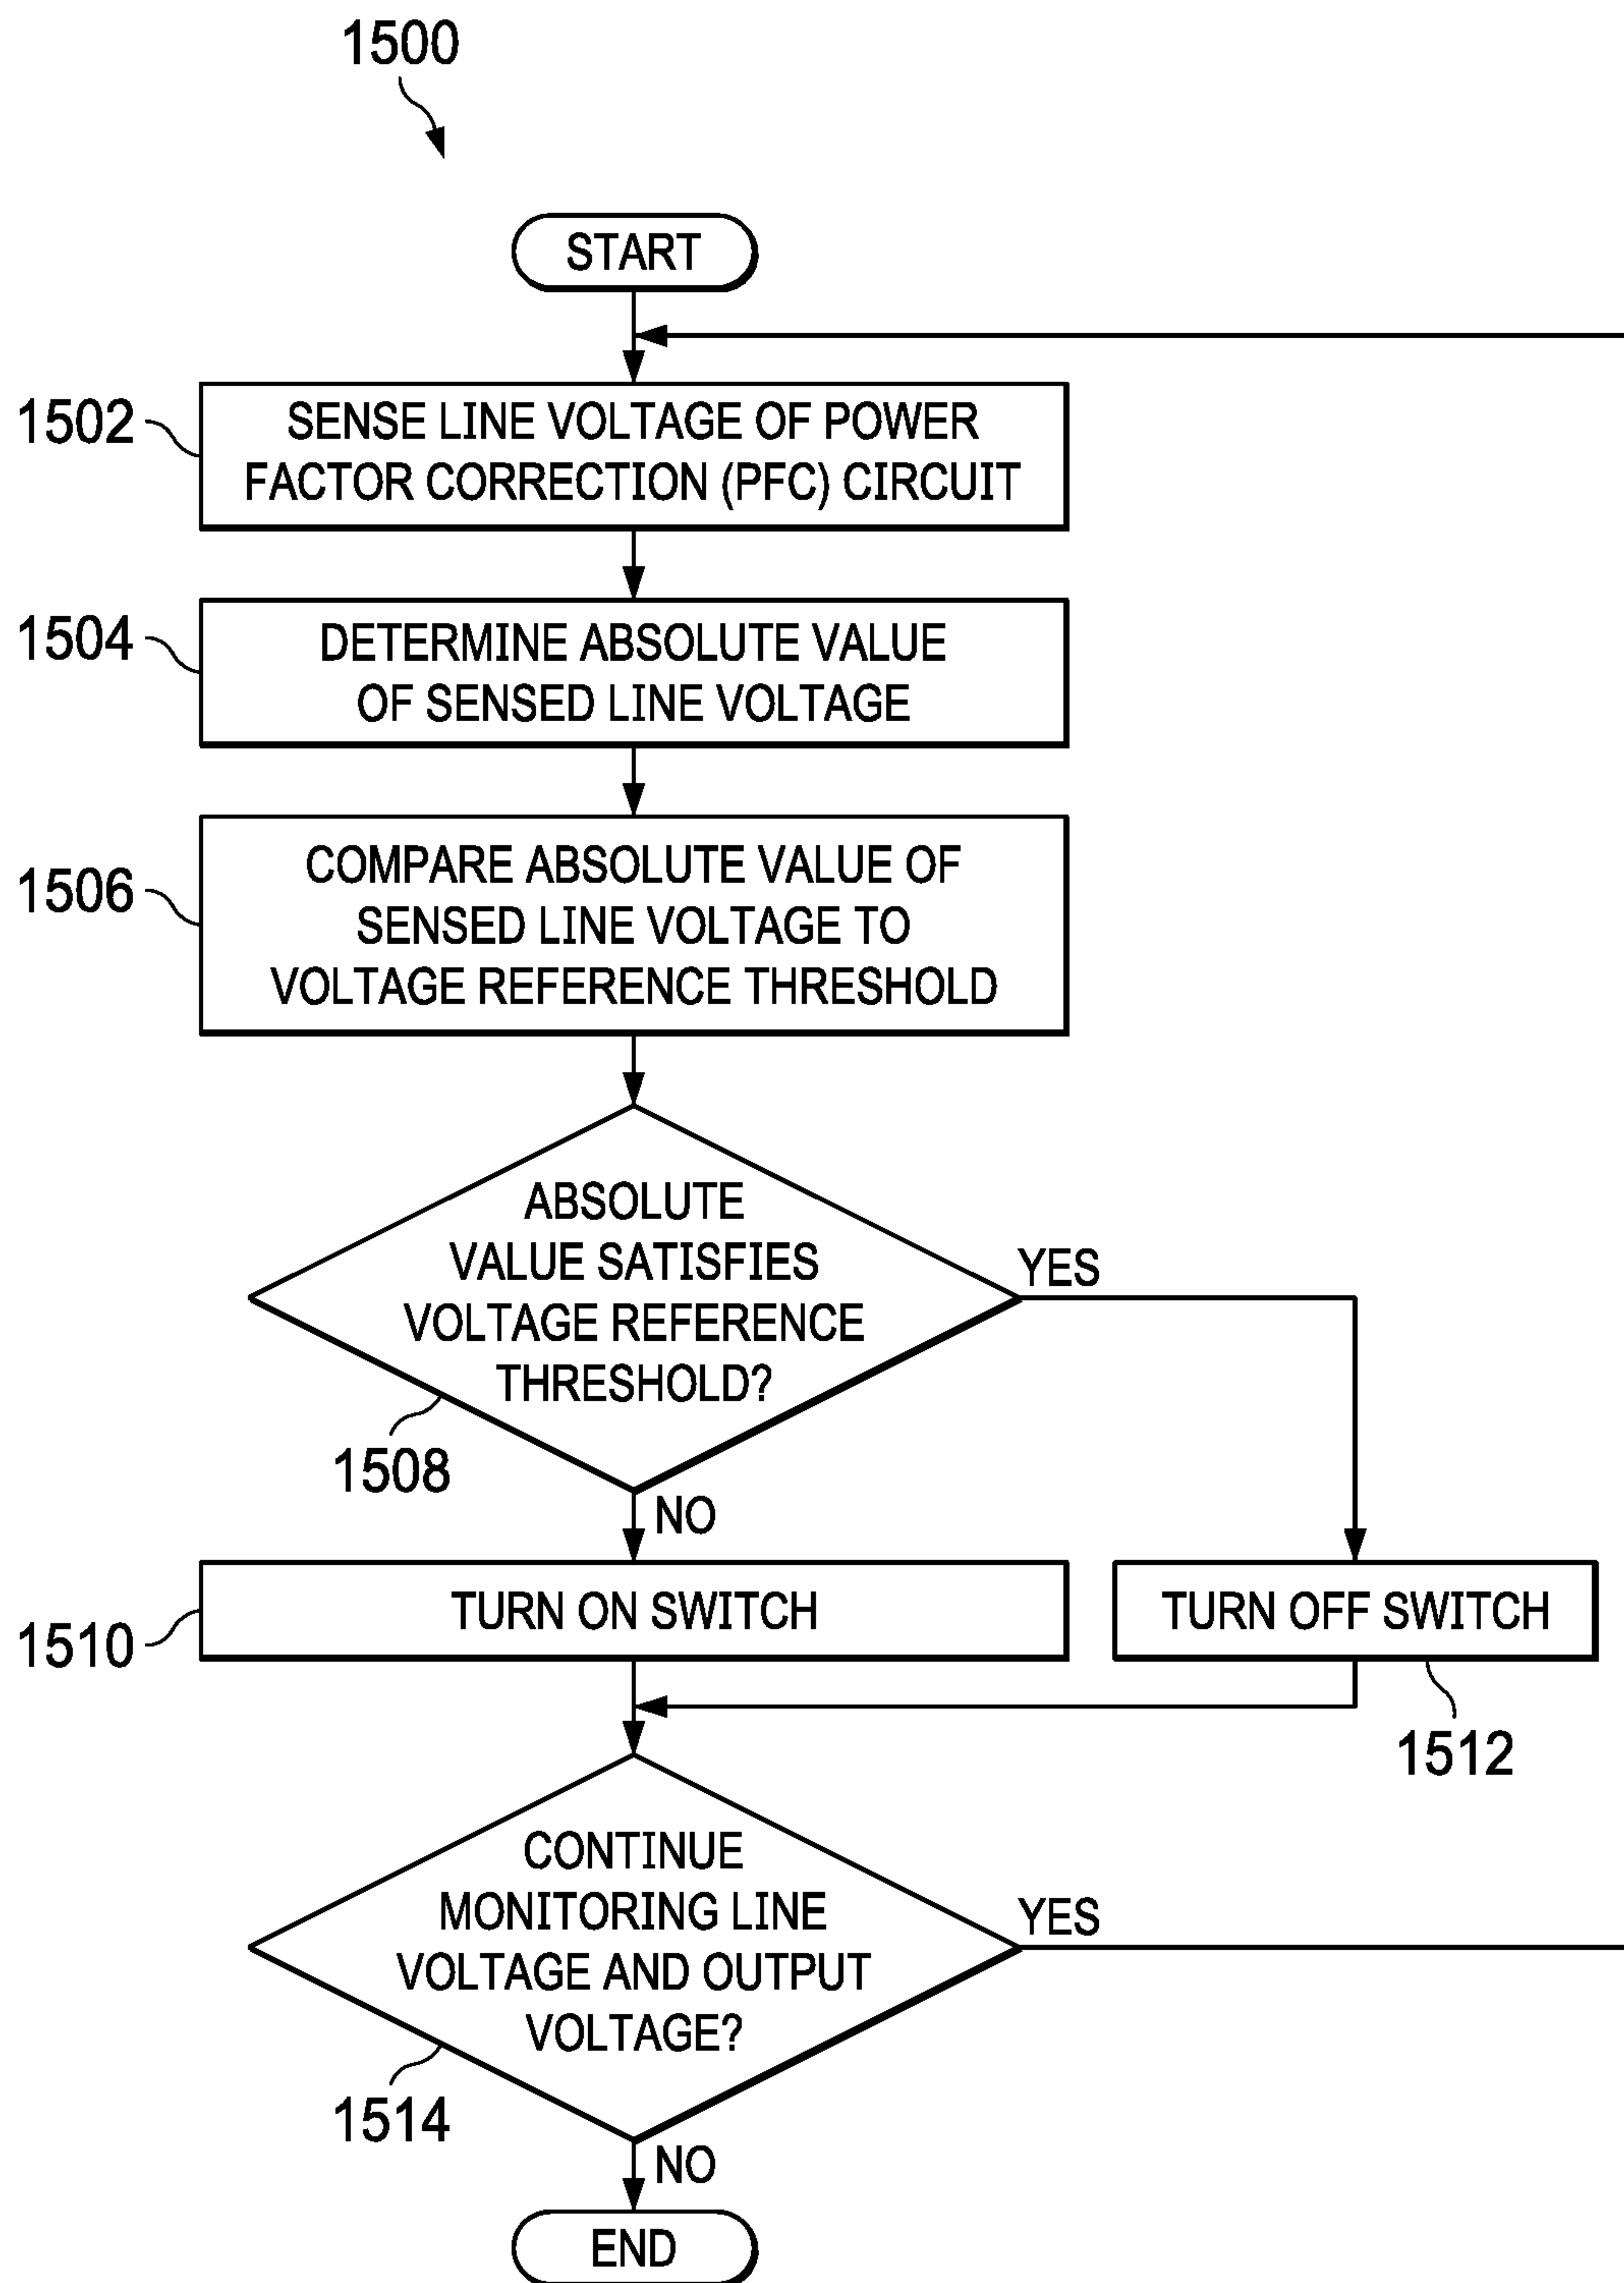 1500
START
1502
SENSE LINE VOLTAGE OF POWER
FACTOR CORRECTION (PFC) CIRCUIT
1504
DETERMINE ABSOLUTE VALUE
OF SENSED LINE VOLTAGE
1506
COMPARE ABSOLUTE VALUE OF
SENSED LINE VOLTAGE TO
VOLTAGE REFERENCE THRESHOLD
ABSOLUTE
VALUE SATISFIES
VOLTAGE REFERENCE
THRESHOLD?
YES
1508
NO
1510
TURN ON SWITCH
TURN OFF SWITCH
1512
CONTINUE
MONITORING LINE
VOLTAGE AND OUTPUT
VOLTAGE?
YES
1514
NO
END